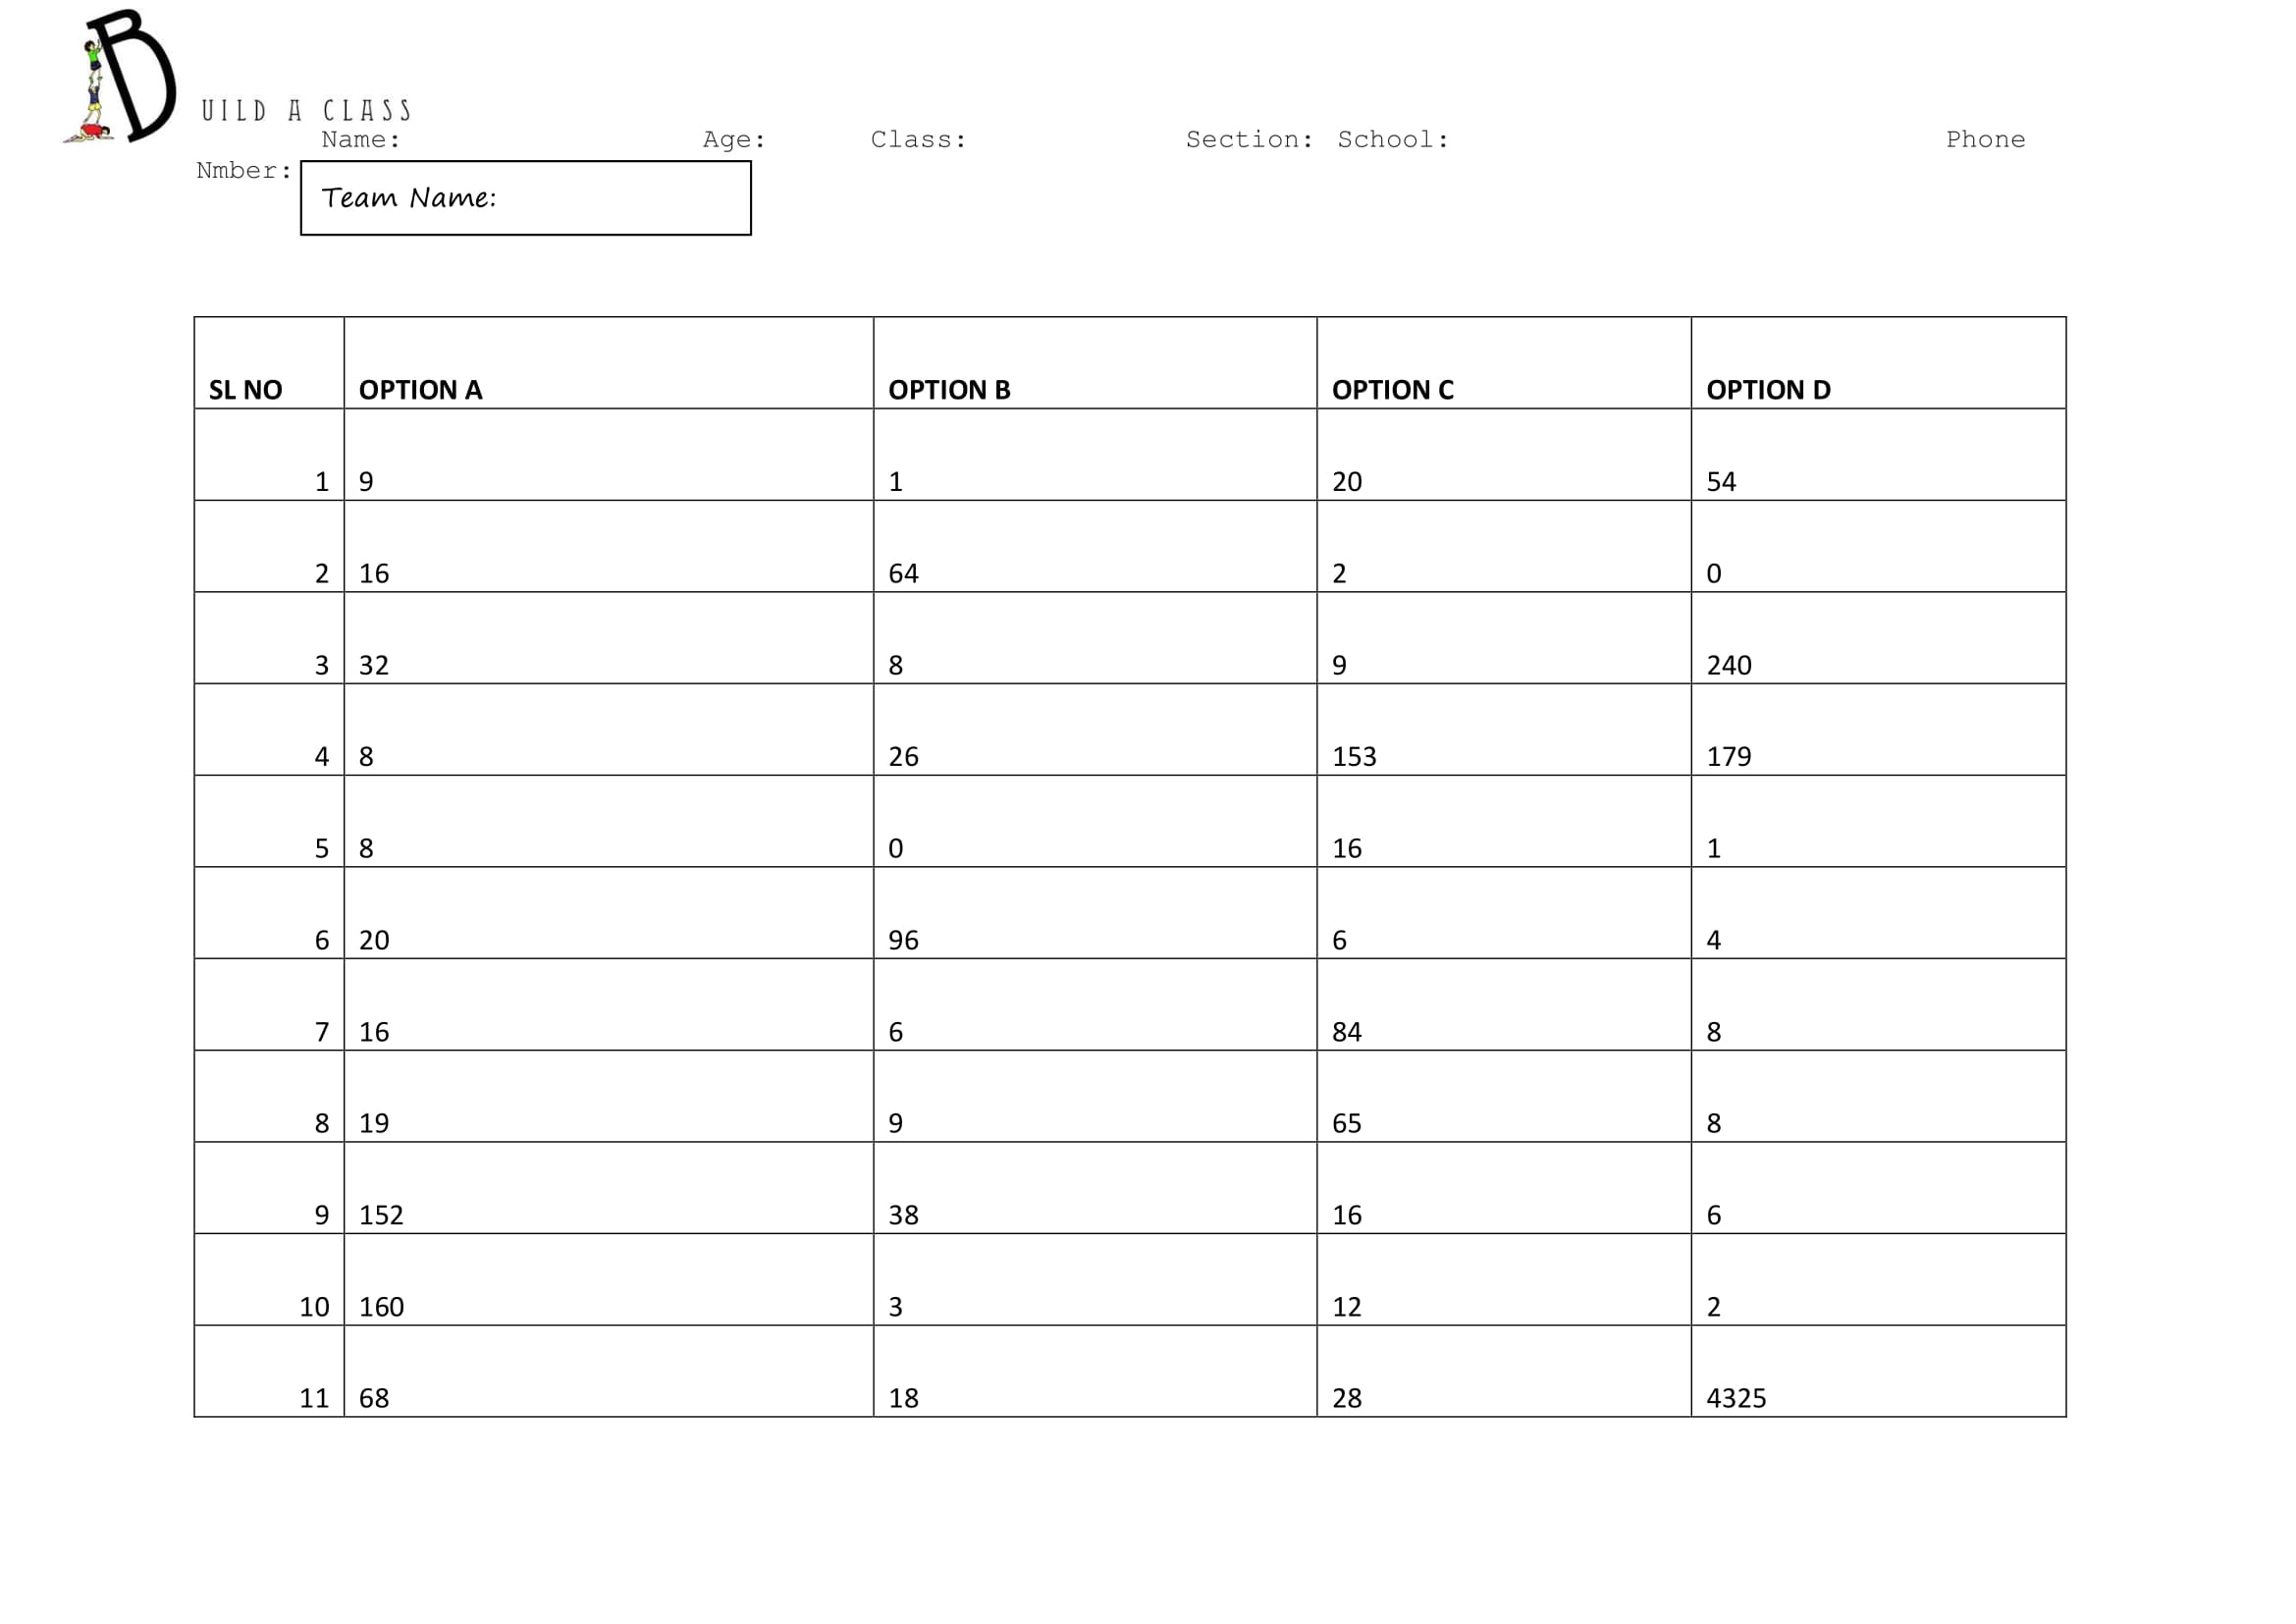 B UILD A CLASS
Name: Age: Class: Section: School: Phone
Nmber:
Team Name:
SL NO OPTION A OPTION B OPTION C OPTION D
1 9 1 20 54
2 16 64 2 0
3 32 8 9 240
4 8 26 153 179
5 8 0 16 1
6 20 96 6 4
7 16 6 84 8
8 19 9 65 8
9 152 38 16 6
10 160 3 12 2
11 68 18 28 4325